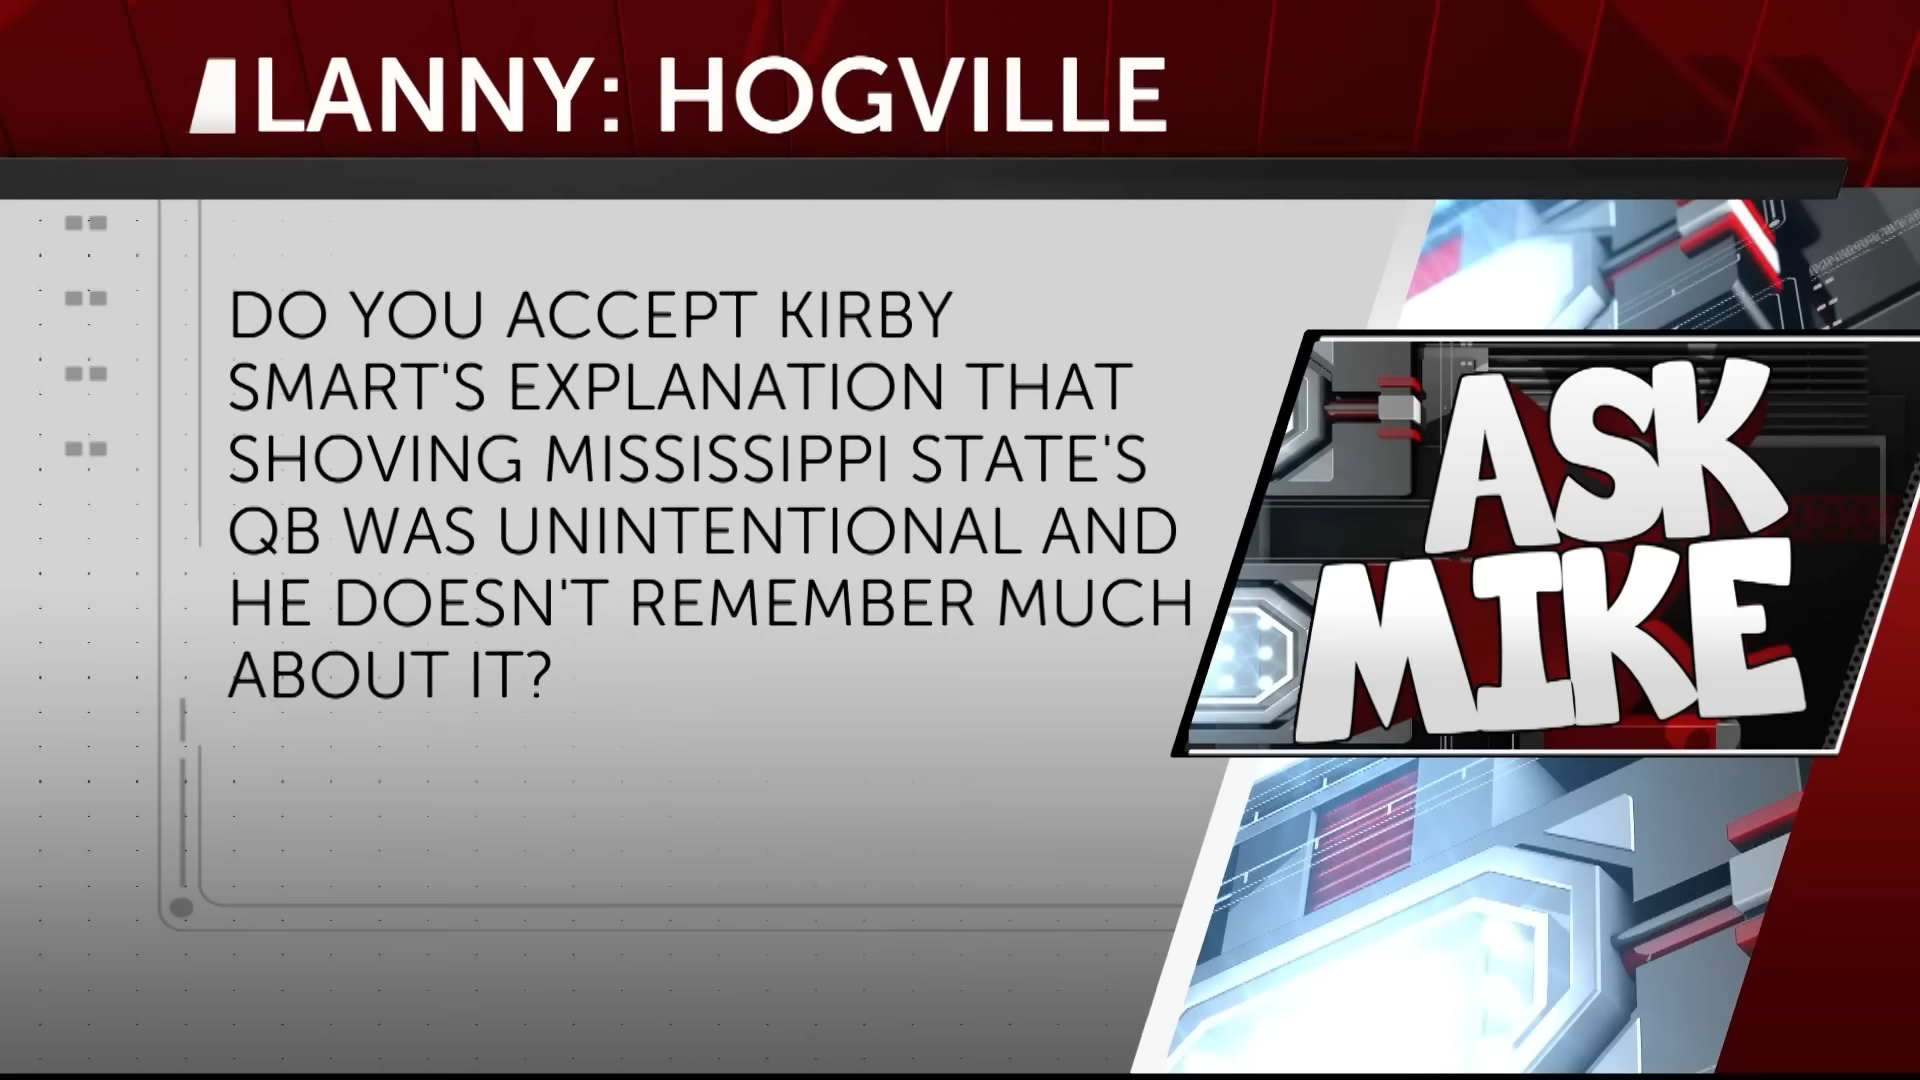 LANNY: HOGVILLE
DO YOU ACCEPT KIRBY
SMART'S EXPLANATION THAT
SHOVING MISSISSIPPI STATE'S
QB WAS UNINTENTIONAL AND
HE DOESN'T REMEMBER MUCH
ABOUT IT?
ASK
MIKE